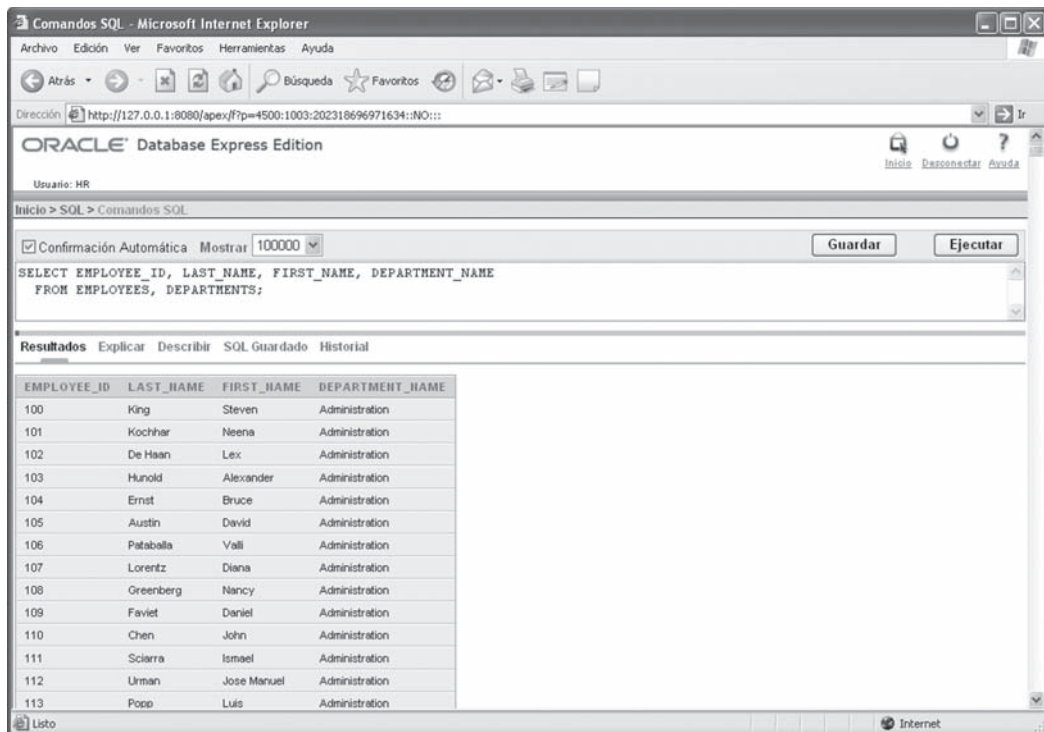 Comandos SQL - Microsoft Internet Explorer
Archivo Edición Ver Favoritos Herramientas Ayuda
Atrás Búsqueda Favoritos
Dirección http://127.0.0.1:8080/apex/f?p=4500:1003:202318696971634::NO::: Ir
ORACLE Database Express Edition
Inicio Desconectar Ayuda
Usuario: HR
Inicio > SQL > Comandos SQL
Confirmación Automática Mostrar 100000 Guardar Ejecutar
SELECT EMPLOYEE_ID, LAST_NAME, FIRST_NAME, DEPARTMENT_NAME
FROM EMPLOYEES, DEPARTMENTS;
Resultados Explicar Describir SQL Guardado Historial
EMPLOYEE_ID LAST_NAME FIRST_NAME DEPARTMENT_NAME
100 King Steven Administration
101 Kochhar Neena Administration
102 De Haan Lex Administration
103 Hunold Alexander Administration
104 Ernst Bruce Administration
105 Austin David Administration
106 Pataballa Valli Administration
107 Lorentz Diana Administration
108 Greenberg Nancy Administration
109 Faviet Daniel Administration
110 Chen John Administration
111 Sciarra Ismael Administration
112 Urman Jose Manuel Administration
113 Popp Luis Administration
Listo Internet